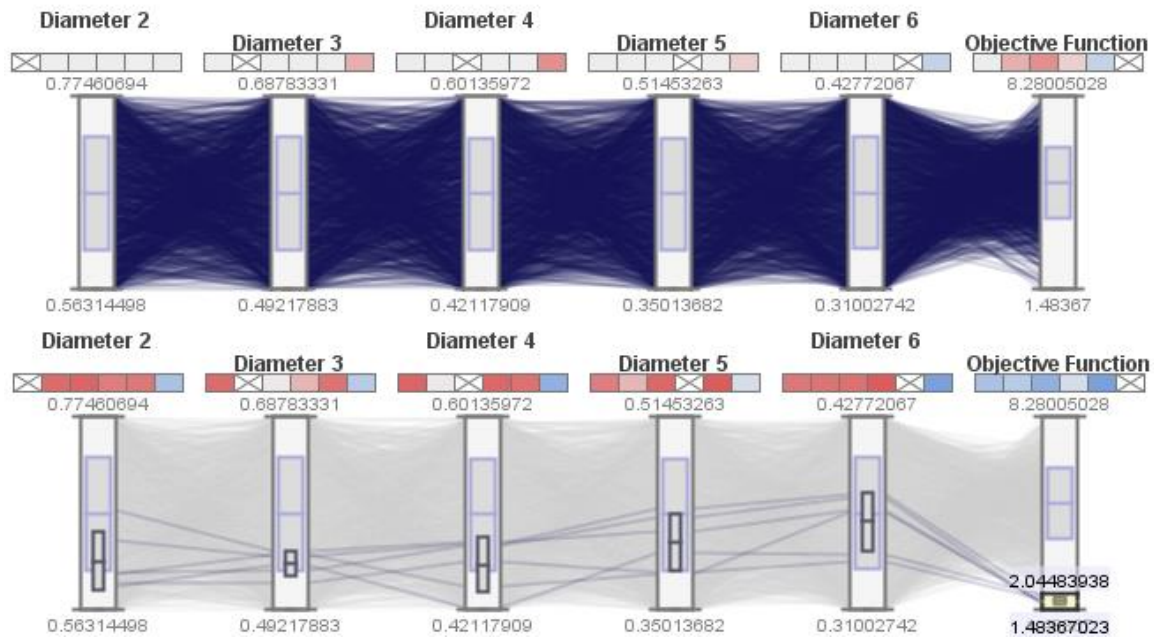 Diameter 2 Diameter 4 Diameter 6
Diameter 3 Diameter 5 Objective Function
0.77460694 0.68783331 0.60135972 0.51453263 0.42772067 8.28005028
0.56314498 0.49217883 0.42117909 0.35013682 0.31002742 1.48367
Diameter 2 Diameter 4 Diameter 6
Diameter 3 Diameter 5 Objective Function
0.77460694 0.68783331 0.60135972 0.51453263 0.42772067 8.28005028
2.04483938
0.56314498 0.49217883 0.42117909 0.35013682 0.31002742 1.48367023